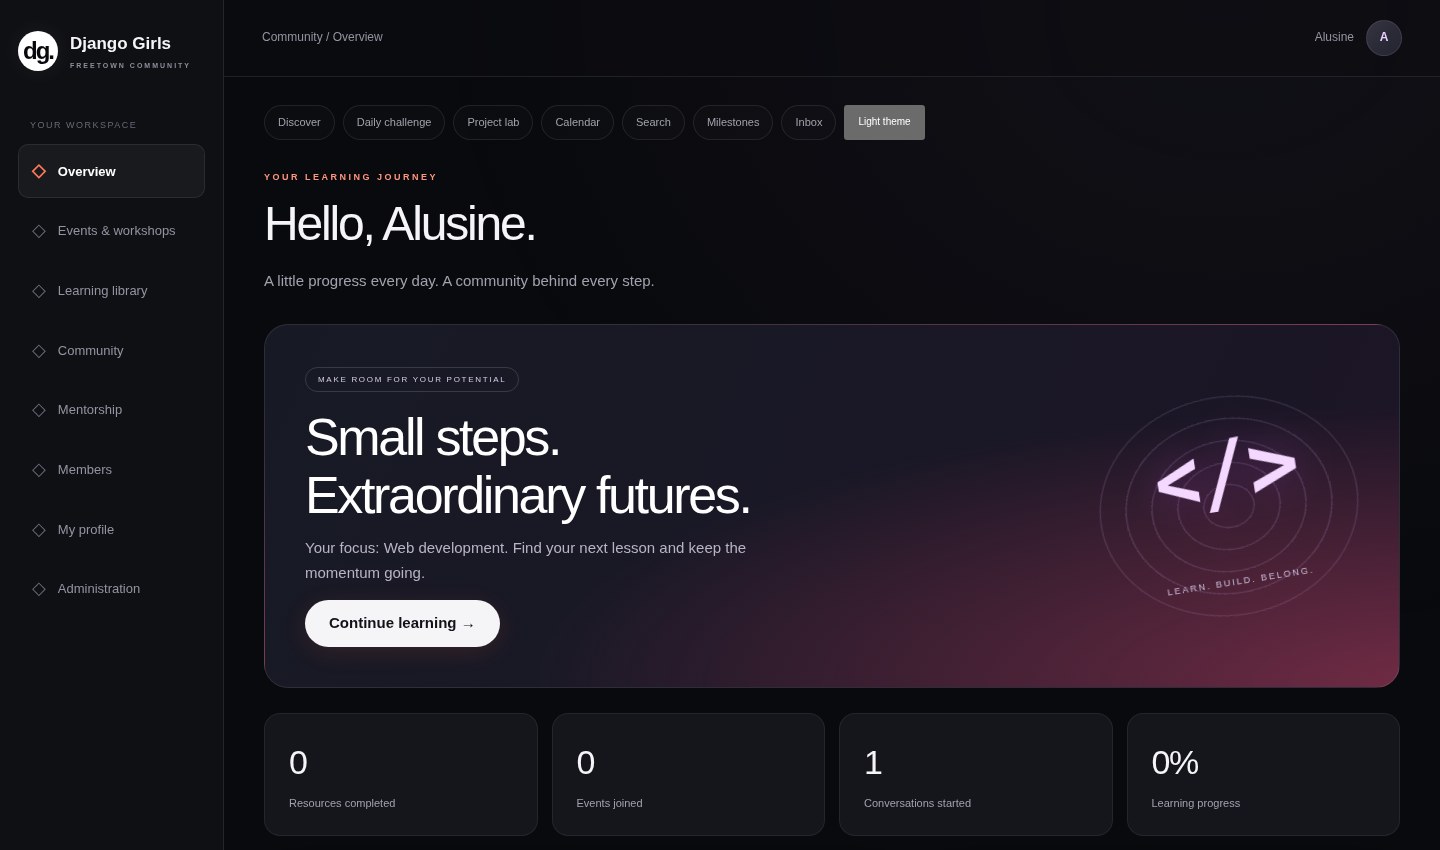 dg.
Django Girls
FREETOWN COMMUNITY
YOUR WORKSPACE
Overview
Events & workshops
Learning library
Community
Mentorship
Members
My profile
Administration
Community / Overview
Alusine
A
Discover
Daily challenge
Project lab
Calendar
Search
Milestones
Inbox
Light theme
YOUR LEARNING JOURNEY
Hello, Alusine.
A little progress every day. A community behind every step.
MAKE ROOM FOR YOUR POTENTIAL
Small steps.
Extraordinary futures.
Your focus: Web development. Find your next lesson and keep the
momentum going.
Continue learning →
</>
LEARN. BUILD. BELONG.
0
Resources completed
0
Events joined
1
Conversations started
0%
Learning progress